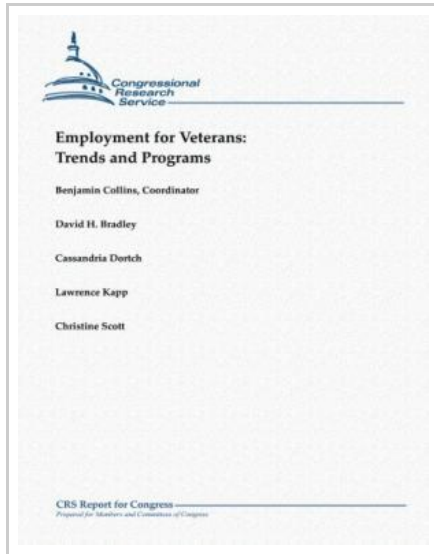 Congressional
Research
Service
Employment for Veterans:
Trends and Programs
Benjamin Collins, Coordinator
David H. Bradley
Cassandria Dortch
Lawrence Kapp
Christine Scott
CRS Report for Congress
Prepared for Members and Committees of Congress